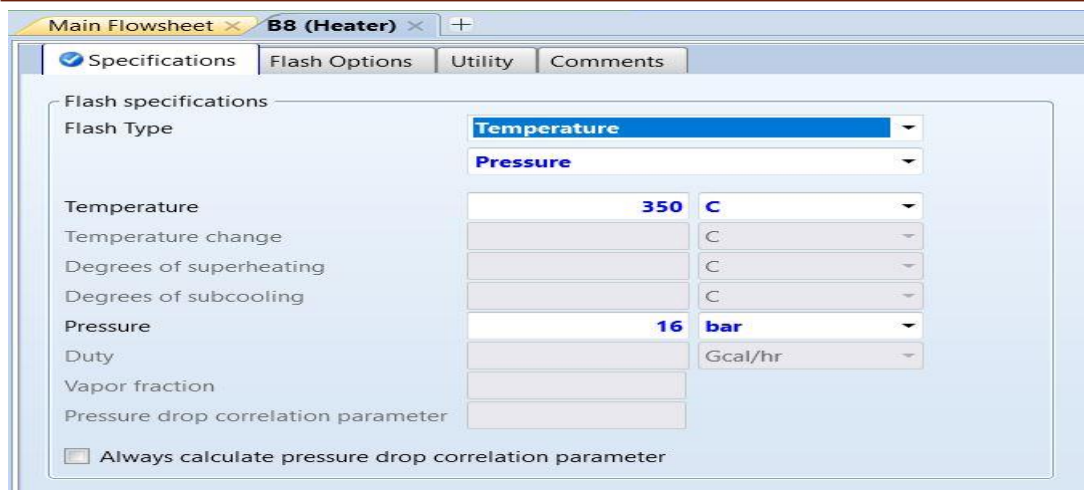 Main Flowsheet × B8 (Heater) × +
Specifications Flash Options Utility Comments
Flash specifications
Flash Type Temperature
Pressure
Temperature 350 C
Temperature change C
Degrees of superheating C
Degrees of subcooling C
Pressure 16 bar
Duty Gcal/hr
Vapor fraction
Pressure drop correlation parameter
Always calculate pressure drop correlation parameter